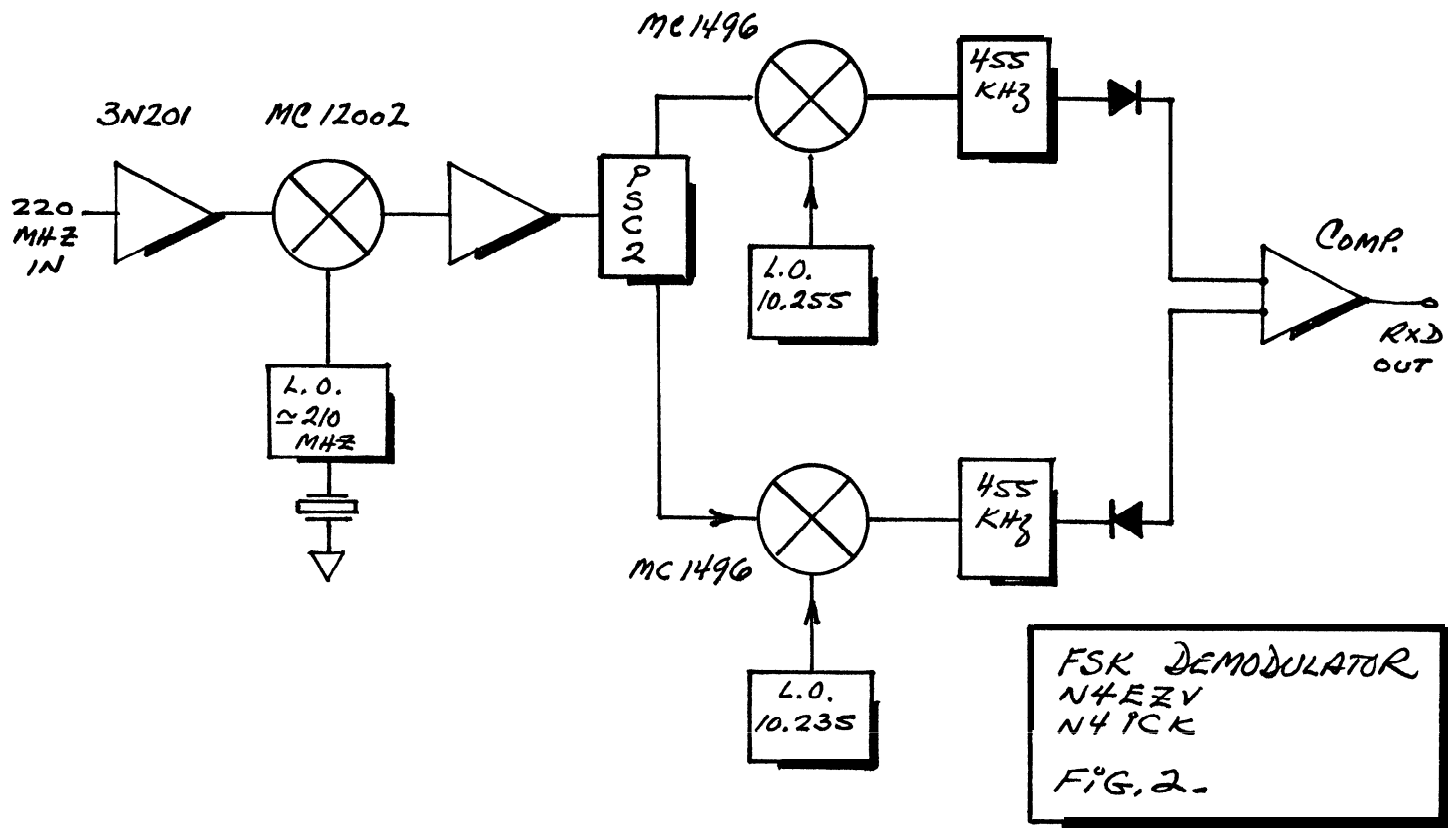 MC1496
3N201
MC12002
220
MHZ
IN
L.O.
≃210
MHZ
P
S
C
2
L.O.
10.255
455
KHz
COMP.
RXD
OUT
MC1496
L.O.
10.235
455
KHz
FSK DEMODULATOR
N4EZV
N4iCK
FiG.2-